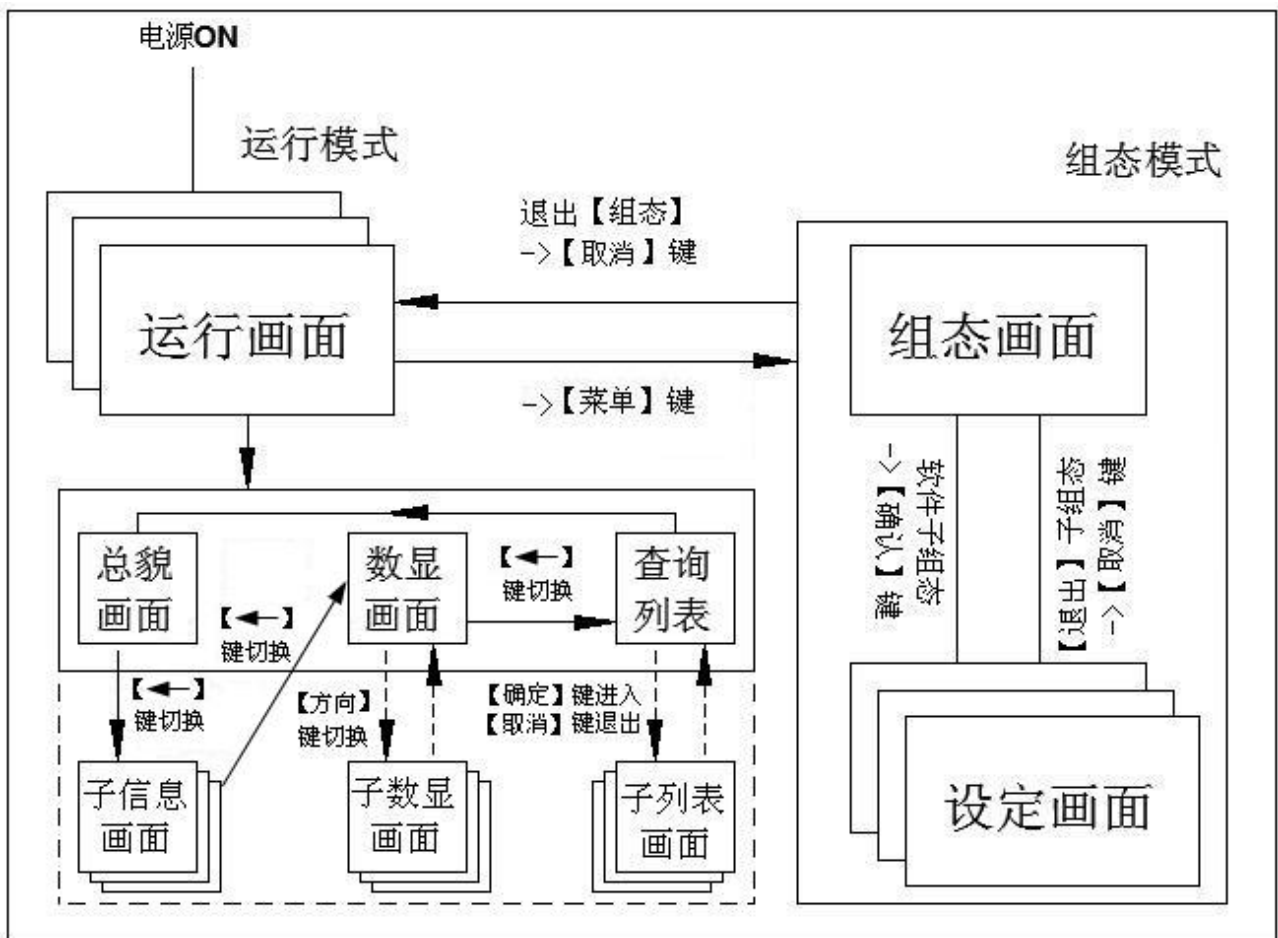 电源ON
运行模式
组态模式
退出【组态】
->【取消】键
运行画面
组态画面
->【菜单】键
软件子组态
->【确认】键
【退出】子组态
->【取消】键
总貌
画面
数显
画面
【←】
键切换
查询
列表
【←】
键切换
【←】
键切换
【方向】
键切换
【确定】键进入
【取消】键退出
子信息
画面
子数显
画面
子列表
画面
设定画面